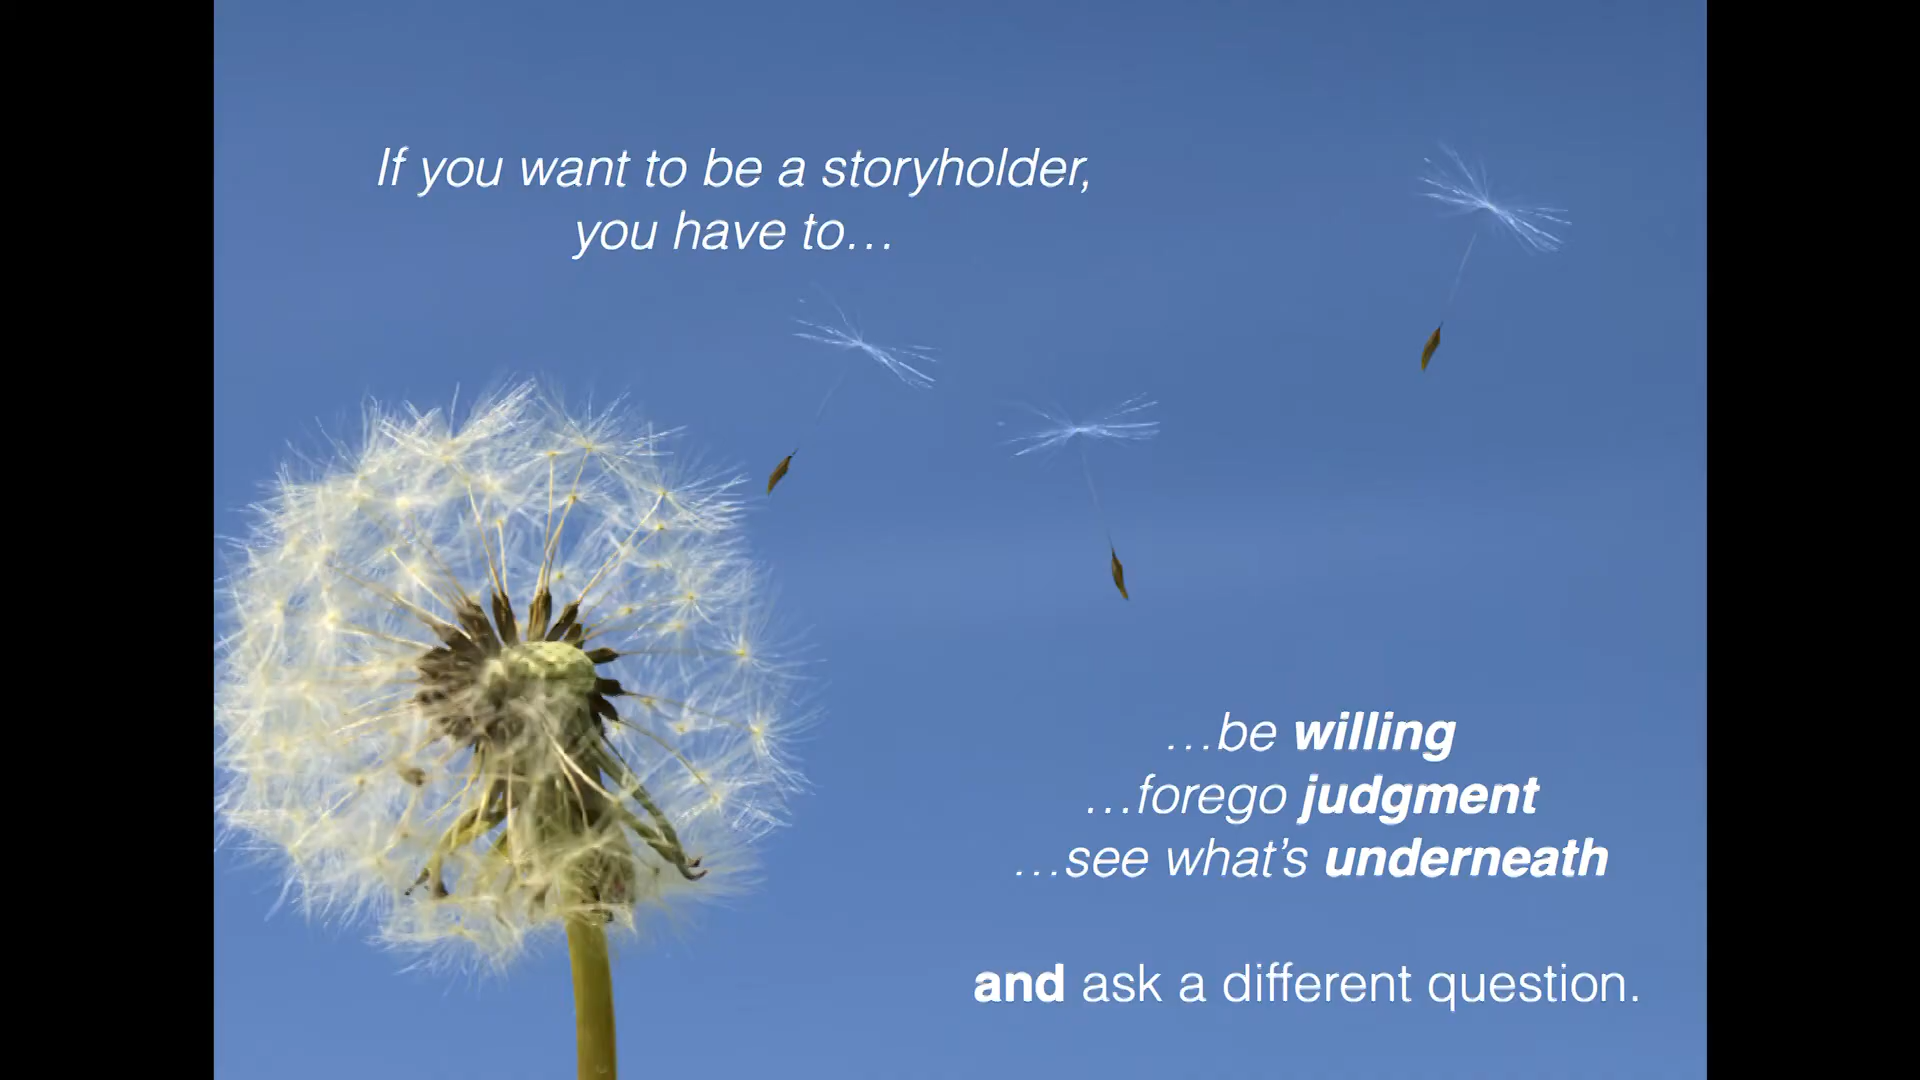 If you want to be a storyholder,
you have to…
…be willing
…forego judgment
…see what’s underneath
and ask a different question.